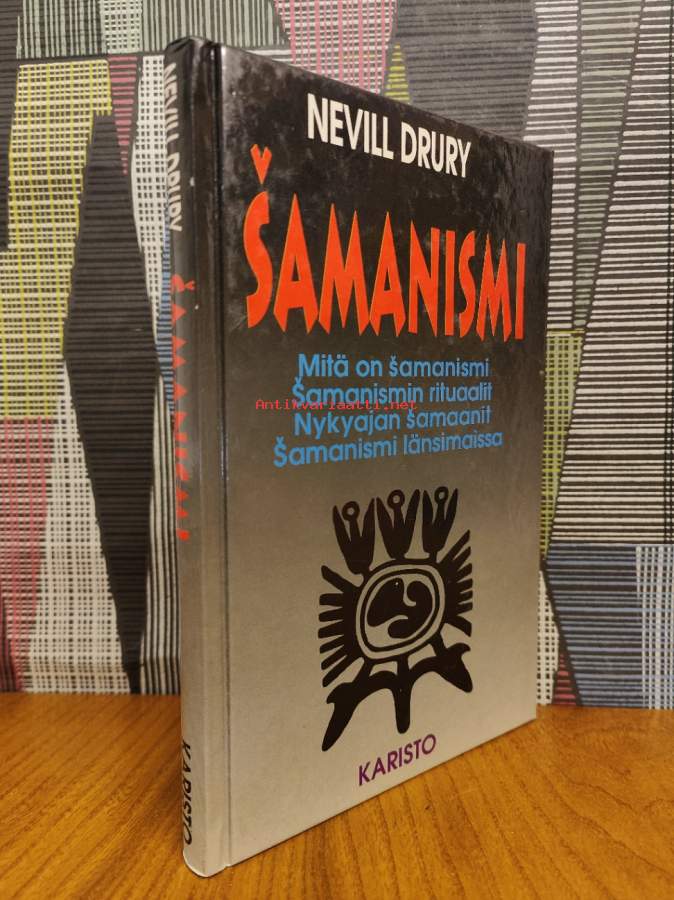 NEVILL DRURY
ŠAMANISMI
Mitä on šamanismi
Šamanismin rituaalit
Nykyajan šamaanit
Šamanismi länsimaissa
KARISTO
NEVILL DRURY
ŠAMANISMI
KARISTO
Antikvariaatti.net